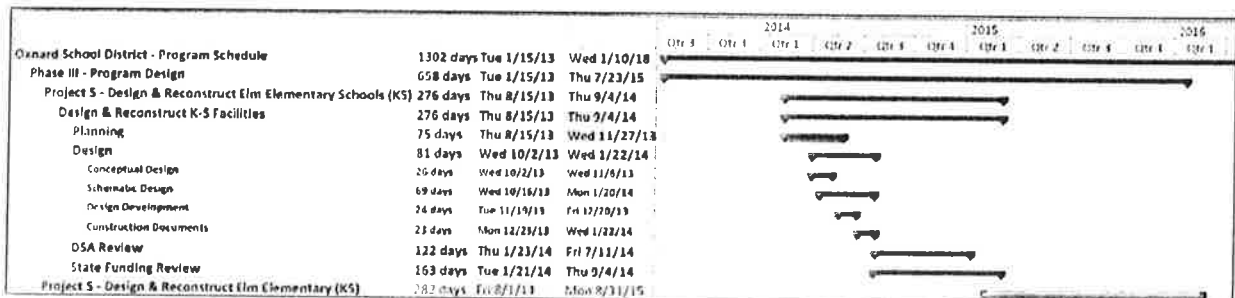 2014 2015 2016
Qtr 3 Qtr 4 Qtr 1 Qtr 2 Qtr 3 Qtr 4 Qtr 1 Qtr 2 Qtr 3 Qtr 4 Qtr 1
Oxnard School District - Program Schedule 1302 days Tue 1/15/13 Wed 1/10/18
Phase III - Program Design 658 days Tue 1/15/13 Thu 7/23/15
Project 5 - Design & Reconstruct Elm Elementary Schools (K5) 276 days Thu 8/15/13 Thu 9/4/14
Design & Reconstruct K-5 Facilities 276 days Thu 8/15/13 Thu 9/4/14
Planning 75 days Thu 8/15/13 Wed 11/27/13
Design 81 days Wed 10/2/13 Wed 1/22/14
Conceptual Design 26 days Wed 10/2/13 Wed 11/6/13
Schematic Design 69 days Wed 10/16/13 Mon 1/20/14
Design Development 24 days Tue 11/19/13 Fri 12/20/13
Construction Documents 23 days Mon 12/23/13 Wed 1/22/14
DSA Review 122 days Thu 1/23/14 Fri 7/11/14
State Funding Review 163 days Tue 1/21/14 Thu 9/4/14
Project 5 - Design & Reconstruct Elm Elementary (K5) 282 days Fri Mon 8/31/15